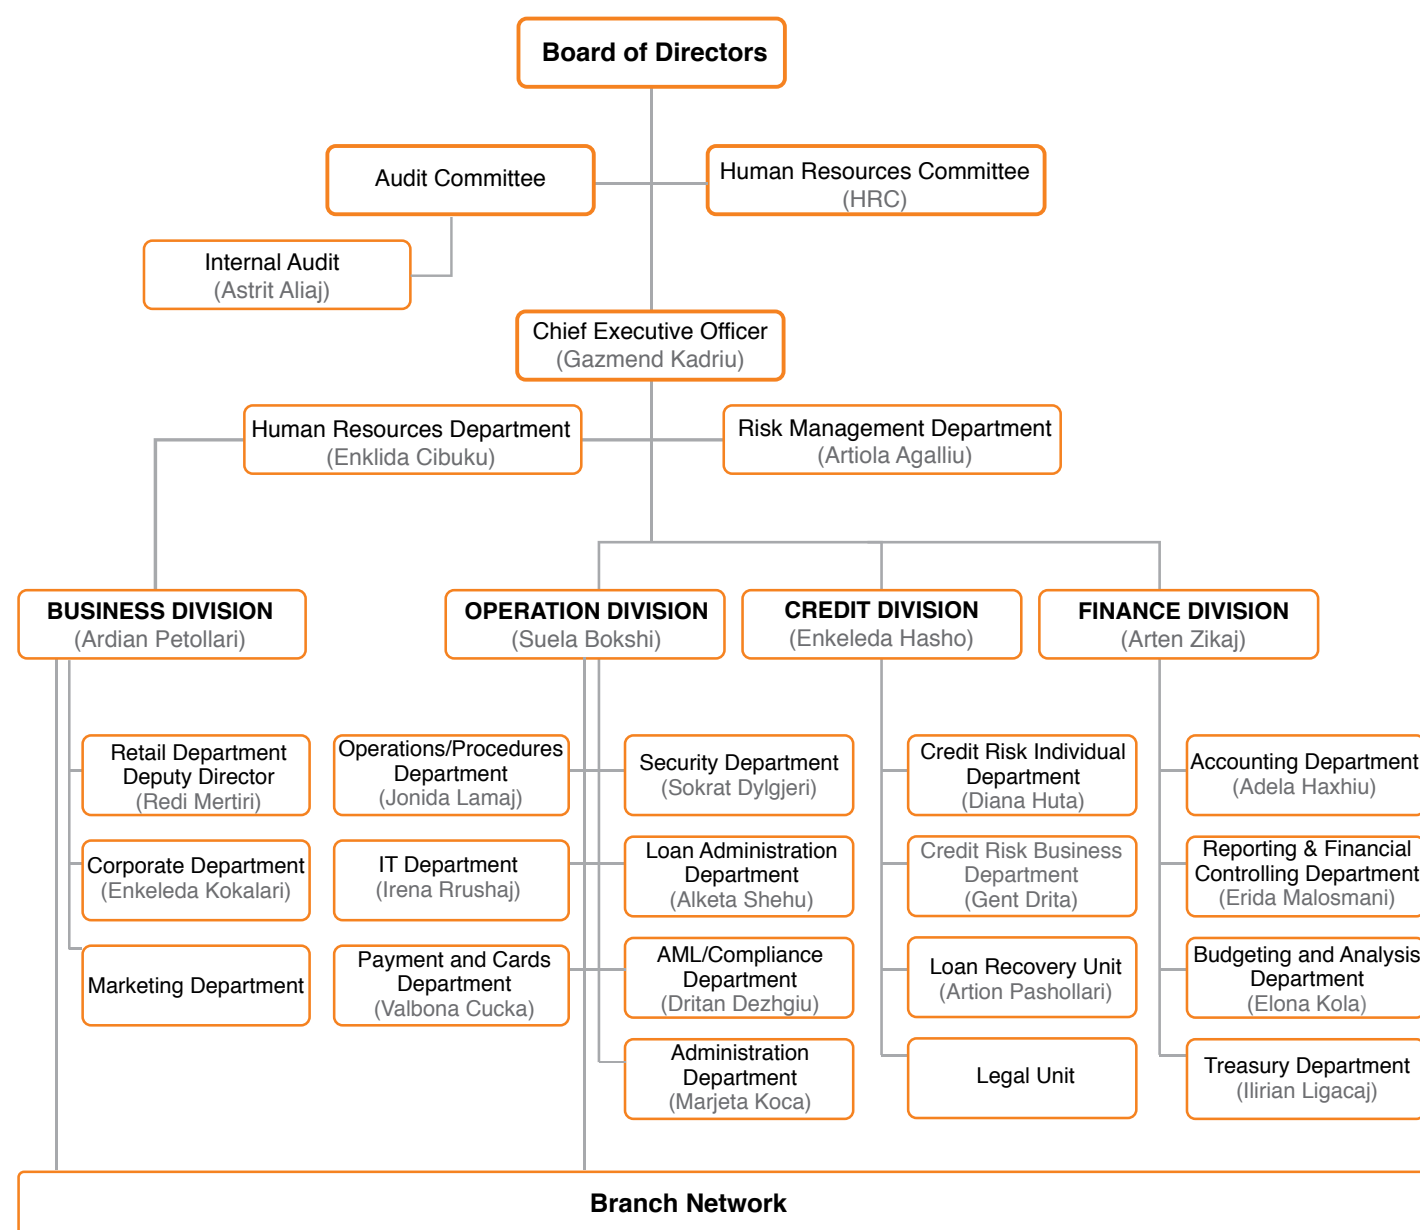 Board of Directors
Audit Committee
Human Resources Committee
(HRC)
Internal Audit
(Astrit Aliaj)
Chief Executive Officer
(Gazmend Kadriu)
Human Resources Department
(Enklida Cibuku)
Risk Management Department
(Artiola Agalliu)
BUSINESS DIVISION
(Ardian Petollari)
OPERATION DIVISION
(Suela Bokshi)
CREDIT DIVISION
(Enkeleda Hasho)
FINANCE DIVISION
(Arten Zikaj)
Retail Department
Deputy Director
(Redi Mertiri)
Operations/Procedures
Department
(Jonida Lamaj)
Security Department
(Sokrat Dylgjeri)
Credit Risk Individual
Department
(Diana Huta)
Accounting Department
(Adela Haxhiu)
Corporate Department
(Enkeleda Kokalari)
IT Department
(Irena Rrushaj)
Loan Administration
Department
(Alketa Shehu)
Credit Risk Business
Department
(Gent Drita)
Reporting & Financial
Controlling Department
(Erida Malosmani)
Marketing Department
Payment and Cards
Department
(Valbona Cucka)
AML/Compliance
Department
(Dritan Dezhgiu)
Loan Recovery Unit
(Artion Pashollari)
Budgeting and Analysis
Department
(Elona Kola)
Administration
Department
(Marjeta Koca)
Legal Unit
Treasury Department
(Ilirian Ligacaj)
Branch Network